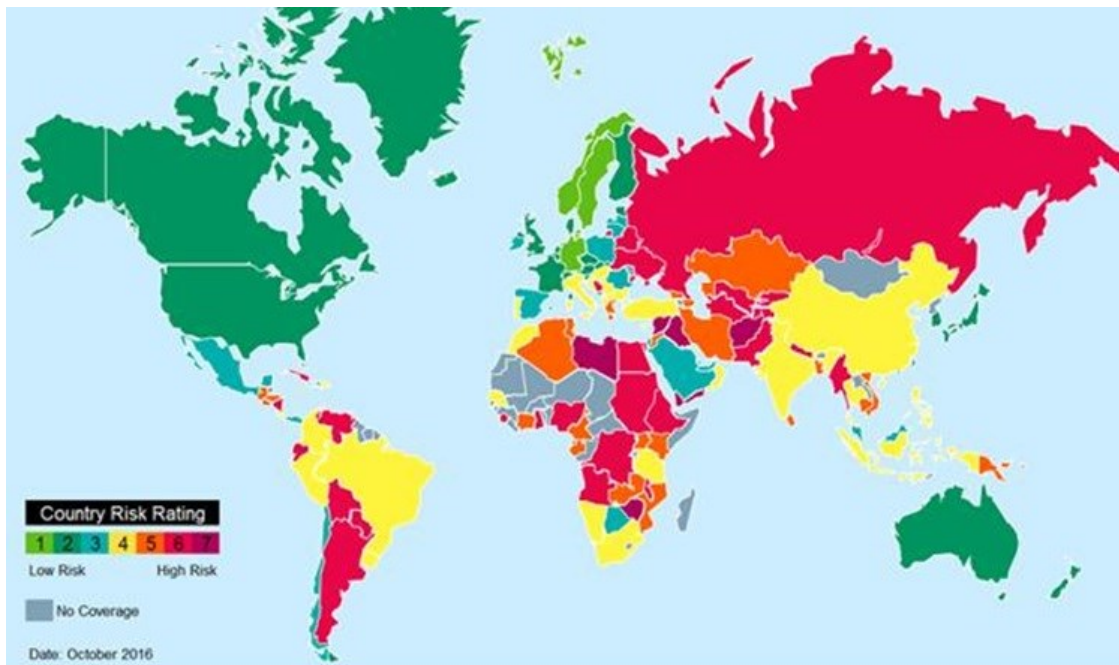 Country Risk Rating
1 2 3 4 5 6 7
Low Risk High Risk
No Coverage
Date: October 2016